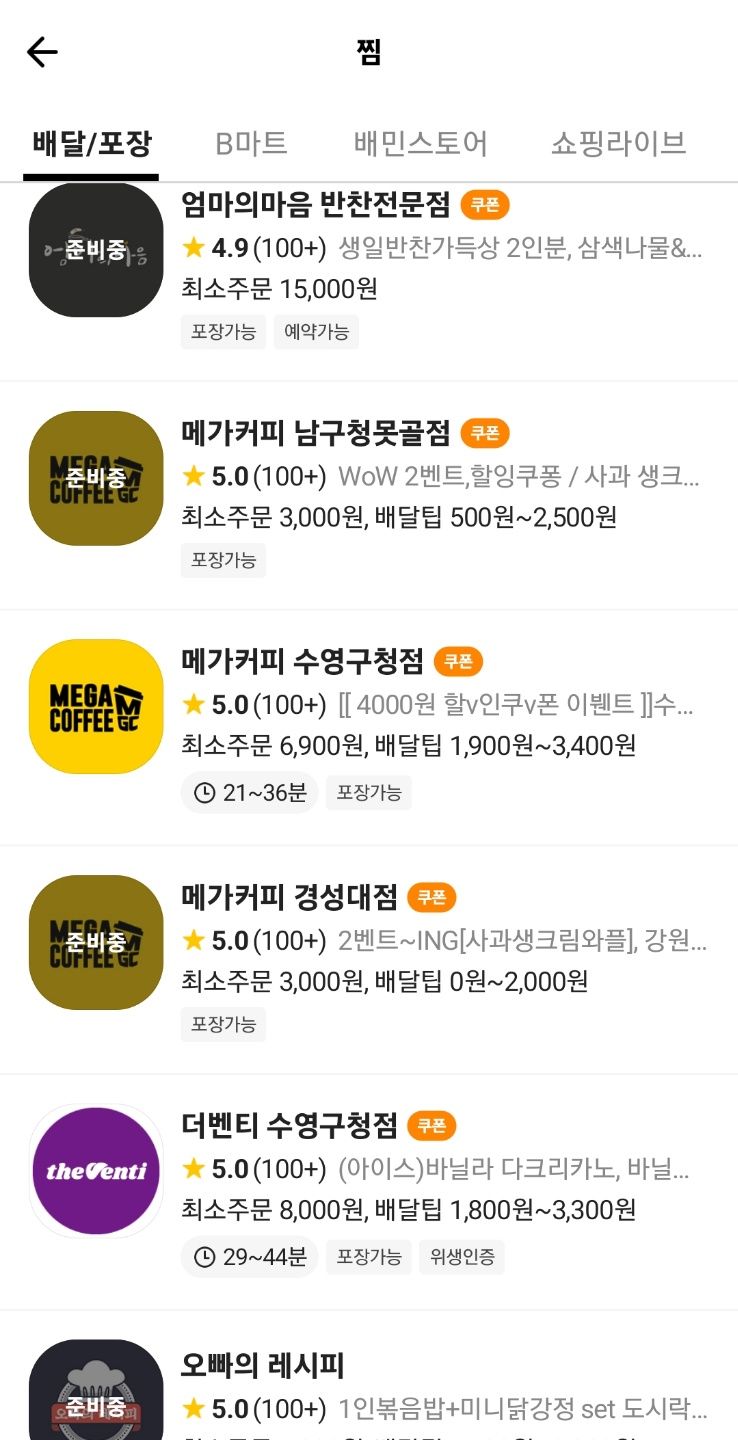 찜
배달/포장 B마트 배민스토어 쇼핑라이브
준비중
엄마의마음 반찬전문점 쿠폰
4.9(100+) 생일반찬가득상 2인분, 삼색나물&...
최소주문 15,000원
포장가능 예약가능
MEGA COFFEE GC
준비중
메가커피 남구청못골점 쿠폰
5.0(100+) WoW 2벤트,할잉쿠퐁 / 사과 생크...
최소주문 3,000원, 배달팁 500원~2,500원
포장가능
MEGA
COFFEE GC
메가커피 수영구청점 쿠폰
5.0(100+) [[ 4000원 할v인쿠v폰 이붼트 ]]수...
최소주문 6,900원, 배달팁 1,900원~3,400원
21~36분 포장가능
MEGA COFFEE GC
준비중
메가커피 경성대점 쿠폰
5.0(100+) 2벤트~ING[사과생크림와플], 강원...
최소주문 3,000원, 배달팁 0원~2,000원
포장가능
theVenti
더벤티 수영구청점 쿠폰
5.0(100+) (아이스)바닐라 다크리카노, 바닐...
최소주문 8,000원, 배달팁 1,800원~3,300원
29~44분 포장가능 위생인증
준비중
오빠의 레시피
5.0(100+) 1인볶음밥+미니닭강정 set 도시락...